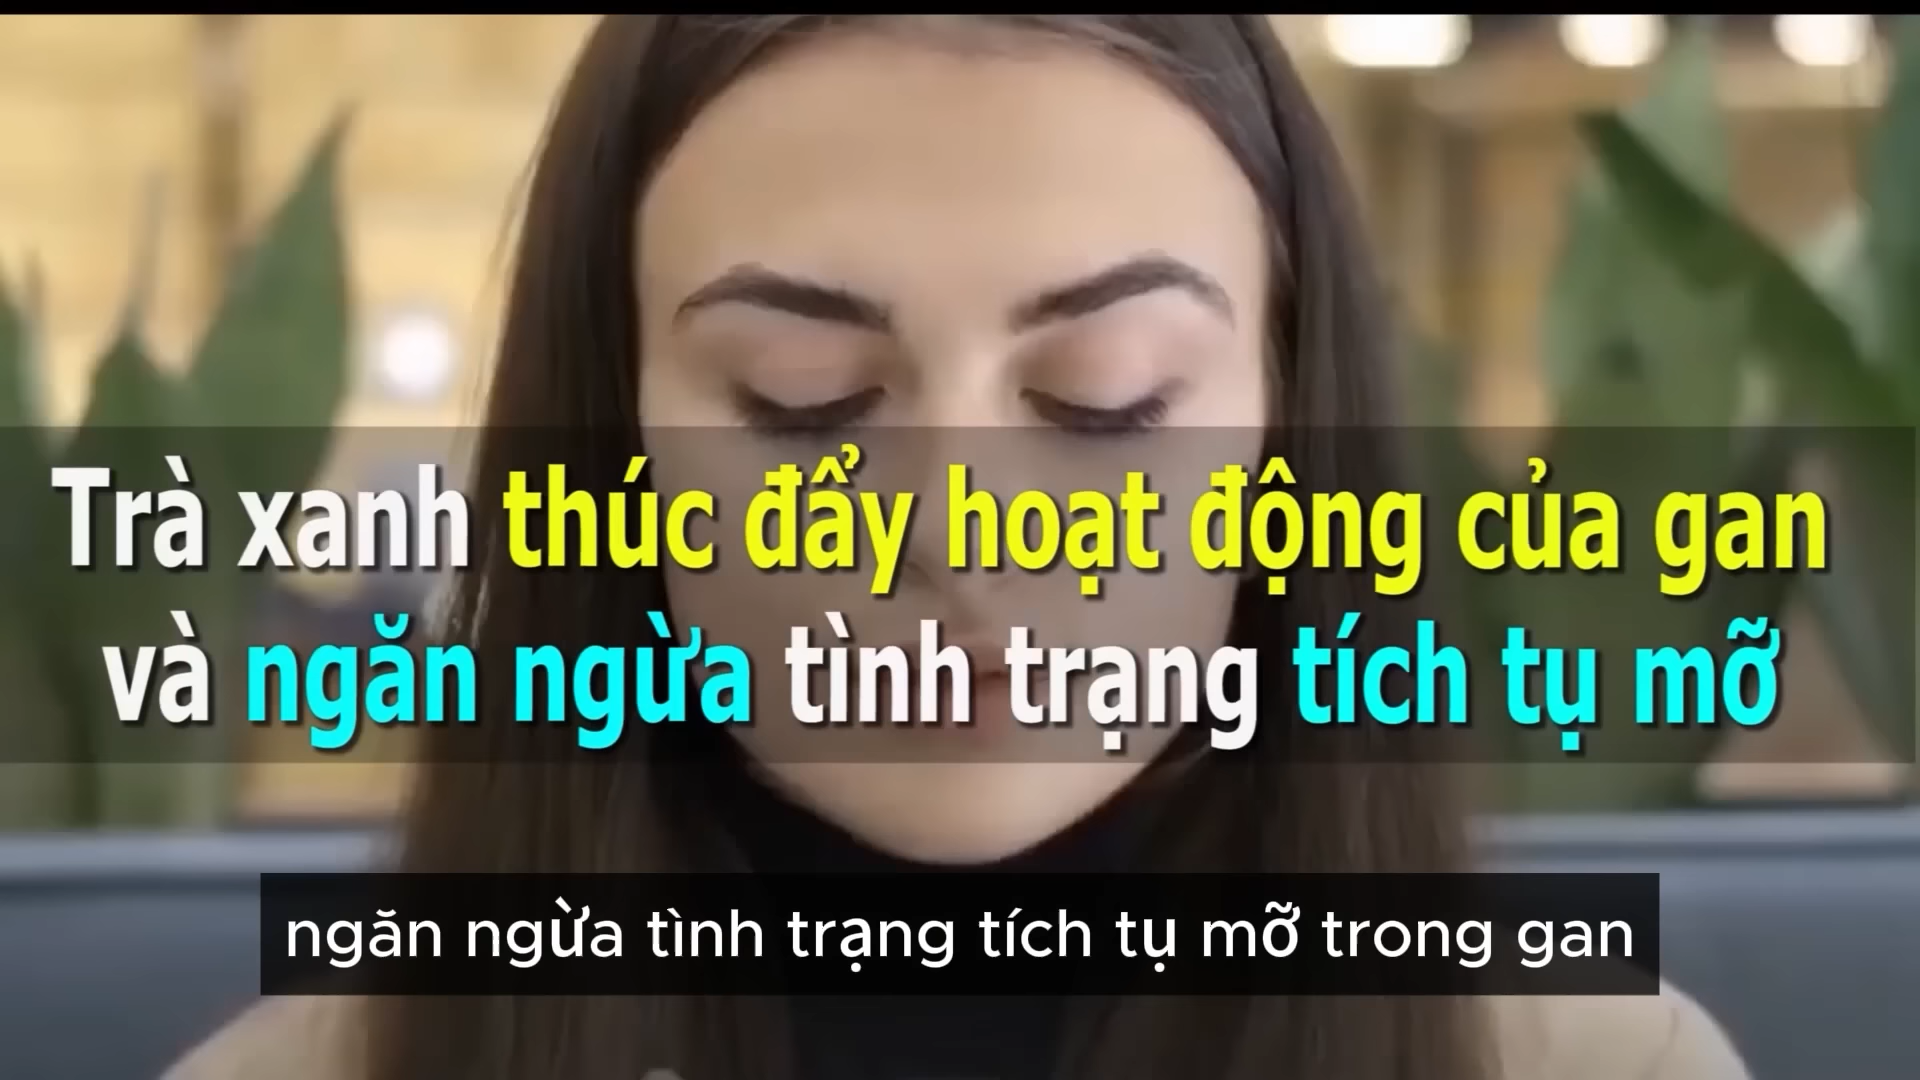 Trà xanh thúc đẩy hoạt động của gan
và ngăn ngừa tình trạng tích tụ mỡ
ngăn ngừa tình trạng tích tụ mỡ trong gan